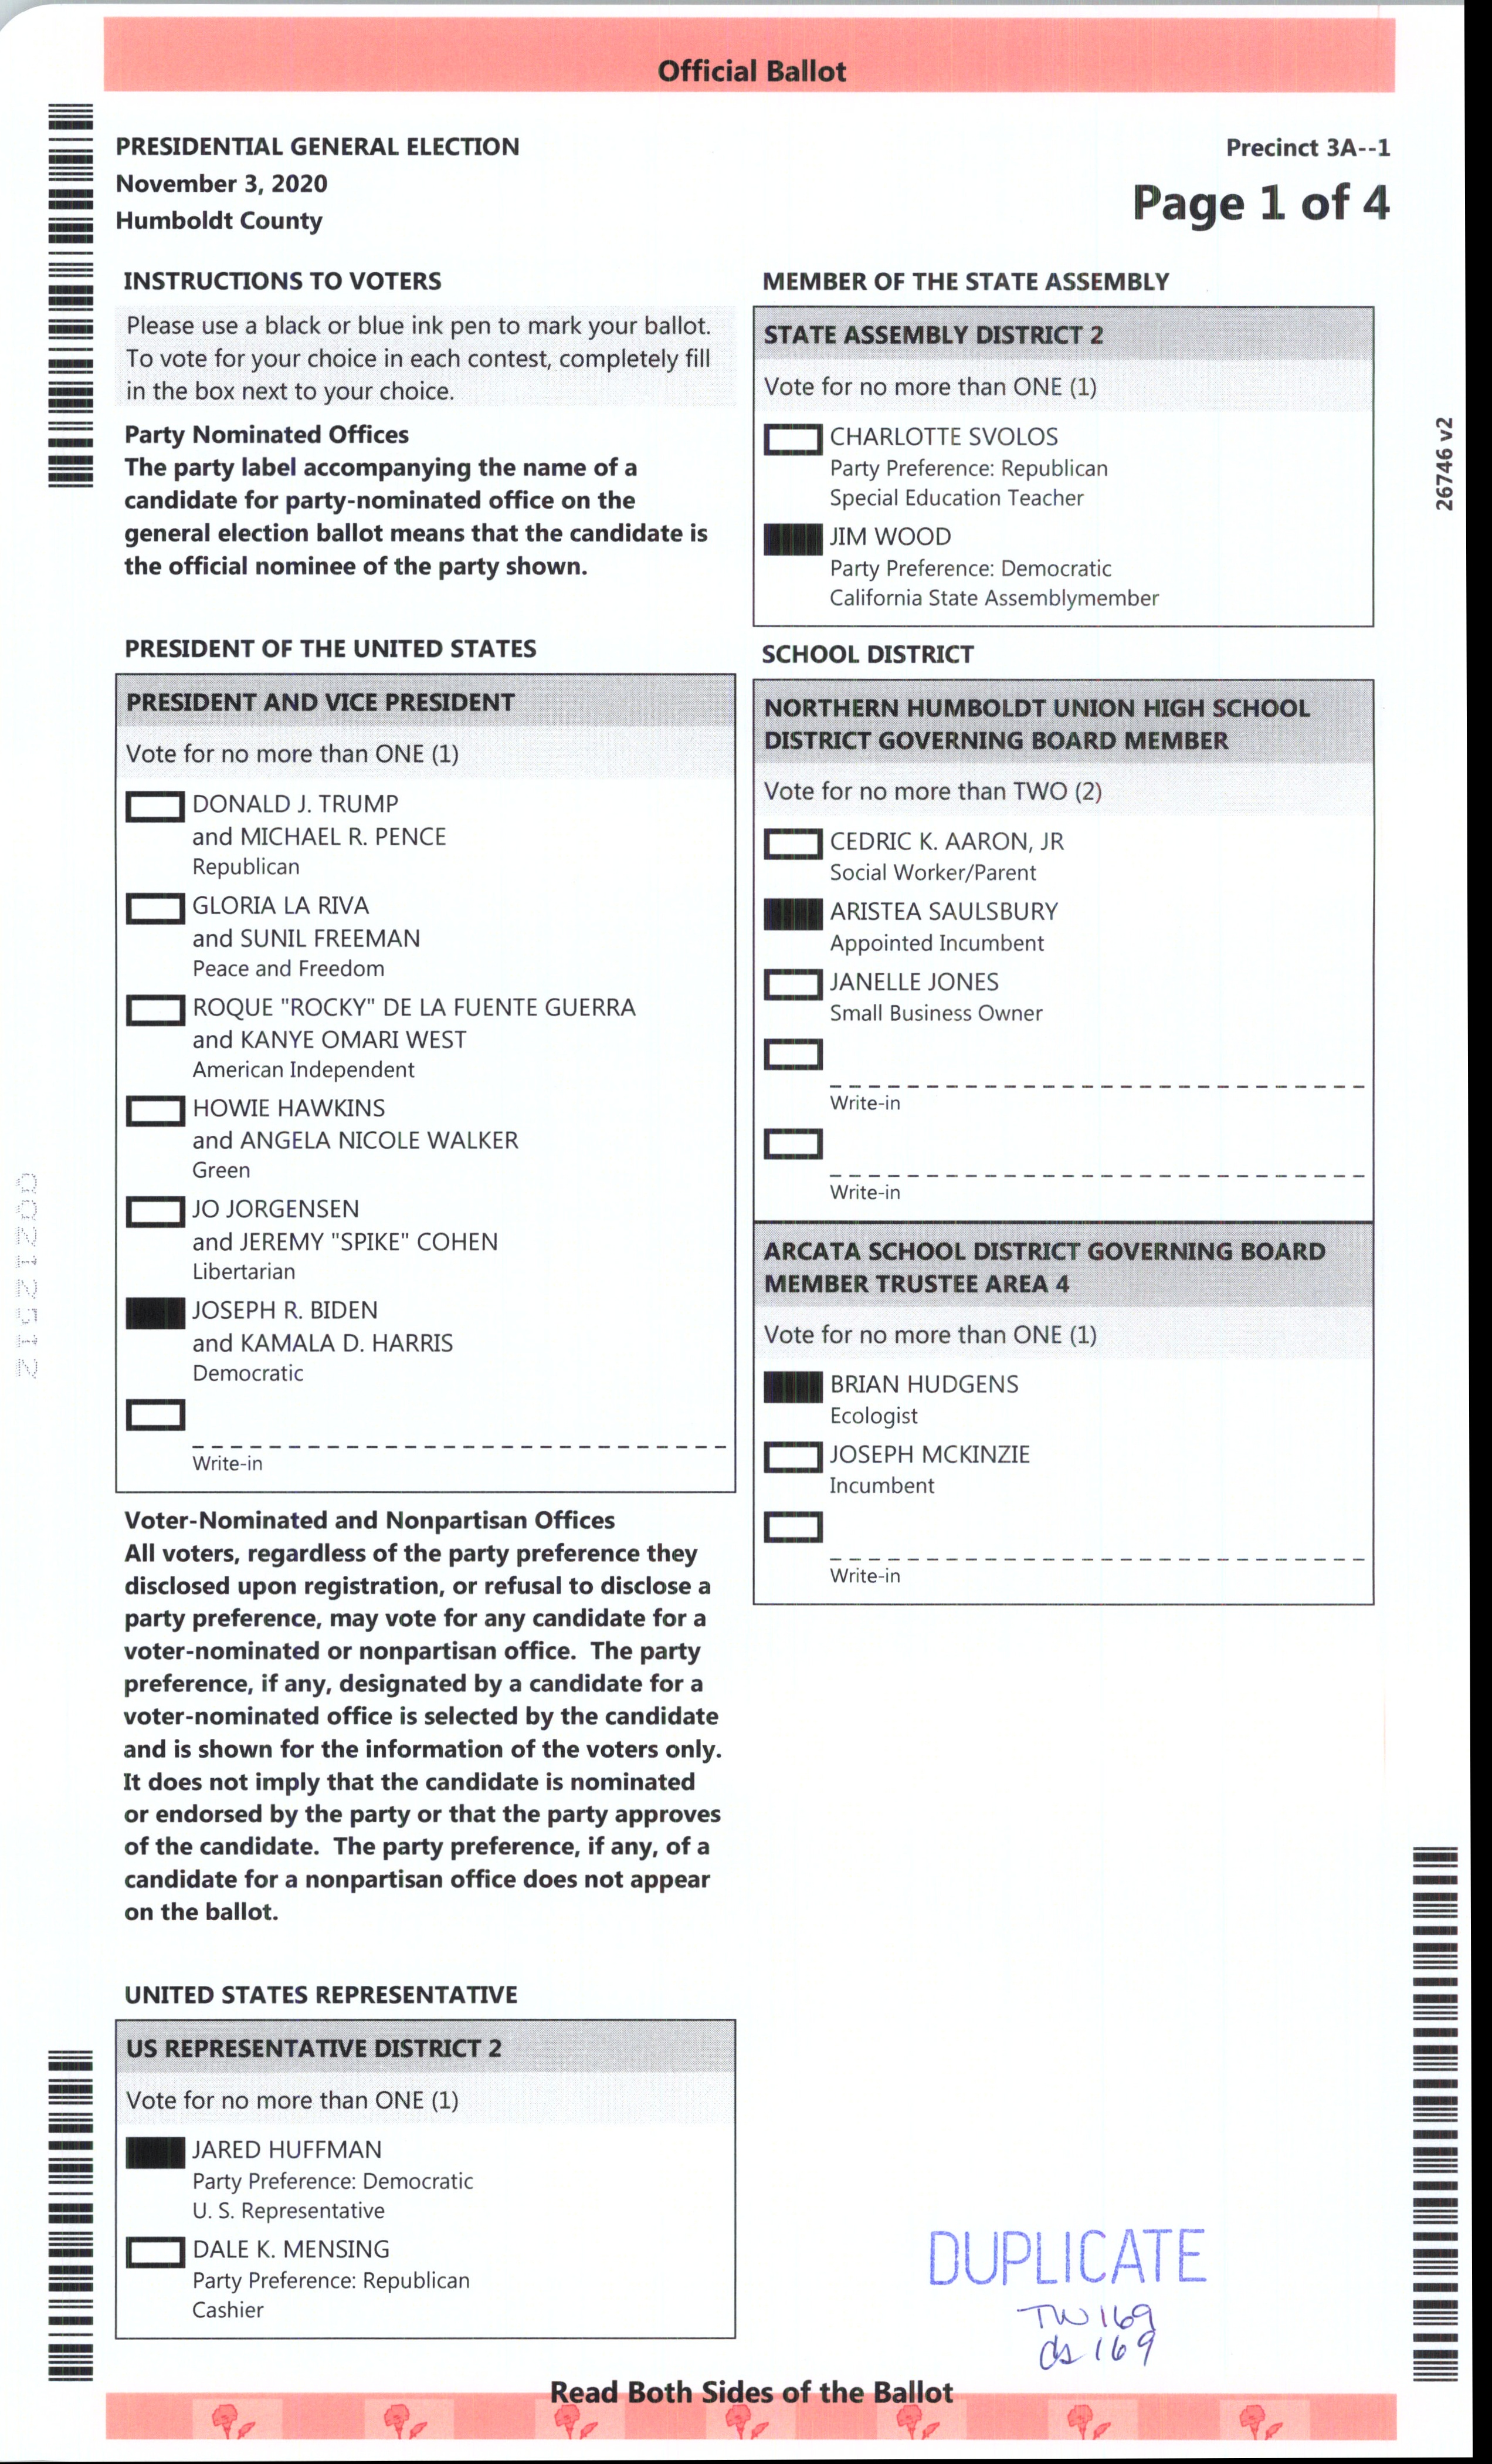 Official Ballot
PRESIDENTIAL GENERAL ELECTION
November 3, 2020
Humboldt County
Precinct 3A--1
Page 1 of 4
INSTRUCTIONS TO VOTERS
Please use a black or blue ink pen to mark your ballot.
To vote for your choice in each contest, completely fill
in the box next to your choice.
Party Nominated Offices
The party label accompanying the name of a
candidate for party-nominated office on the
general election ballot means that the candidate is
the official nominee of the party shown.
PRESIDENT OF THE UNITED STATES
PRESIDENT AND VICE PRESIDENT
Vote for no more than ONE (1)
DONALD J. TRUMP
and MICHAEL R. PENCE
Republican
GLORIA LA RIVA
and SUNIL FREEMAN
Peace and Freedom
ROQUE "ROCKY" DE LA FUENTE GUERRA
and KANYE OMARI WEST
American Independent
HOWIE HAWKINS
and ANGELA NICOLE WALKER
Green
JO JORGENSEN
and JEREMY "SPIKE" COHEN
Libertarian
JOSEPH R. BIDEN
and KAMALA D. HARRIS
Democratic
Write-in
Voter-Nominated and Nonpartisan Offices
All voters, regardless of the party preference they
disclosed upon registration, or refusal to disclose a
party preference, may vote for any candidate for a
voter-nominated or nonpartisan office. The party
preference, if any, designated by a candidate for a
voter-nominated office is selected by the candidate
and is shown for the information of the voters only.
It does not imply that the candidate is nominated
or endorsed by the party or that the party approves
of the candidate. The party preference, if any, of a
candidate for a nonpartisan office does not appear
on the ballot.
UNITED STATES REPRESENTATIVE
US REPRESENTATIVE DISTRICT 2
Vote for no more than ONE (1)
JARED HUFFMAN
Party Preference: Democratic
U. S. Representative
DALE K. MENSING
Party Preference: Republican
Cashier
MEMBER OF THE STATE ASSEMBLY
STATE ASSEMBLY DISTRICT 2
Vote for no more than ONE (1)
CHARLOTTE SVOLOS
Party Preference: Republican
Special Education Teacher
JIM WOOD
Party Preference: Democratic
California State Assemblymember
SCHOOL DISTRICT
NORTHERN HUMBOLDT UNION HIGH SCHOOL
DISTRICT GOVERNING BOARD MEMBER
Vote for no more than TWO (2)
CEDRIC K. AARON, JR
Social Worker/Parent
ARISTEA SAULSBURY
Appointed Incumbent
JANELLE JONES
Small Business Owner
Write-in
Write-in
ARCATA SCHOOL DISTRICT GOVERNING BOARD
MEMBER TRUSTEE AREA 4
Vote for no more than ONE (1)
BRIAN HUDGENS
Ecologist
JOSEPH MCKINZIE
Incumbent
Write-in
26746 v2
DUPLICATE
TW169
ds169
Read Both Sides of the Ballot